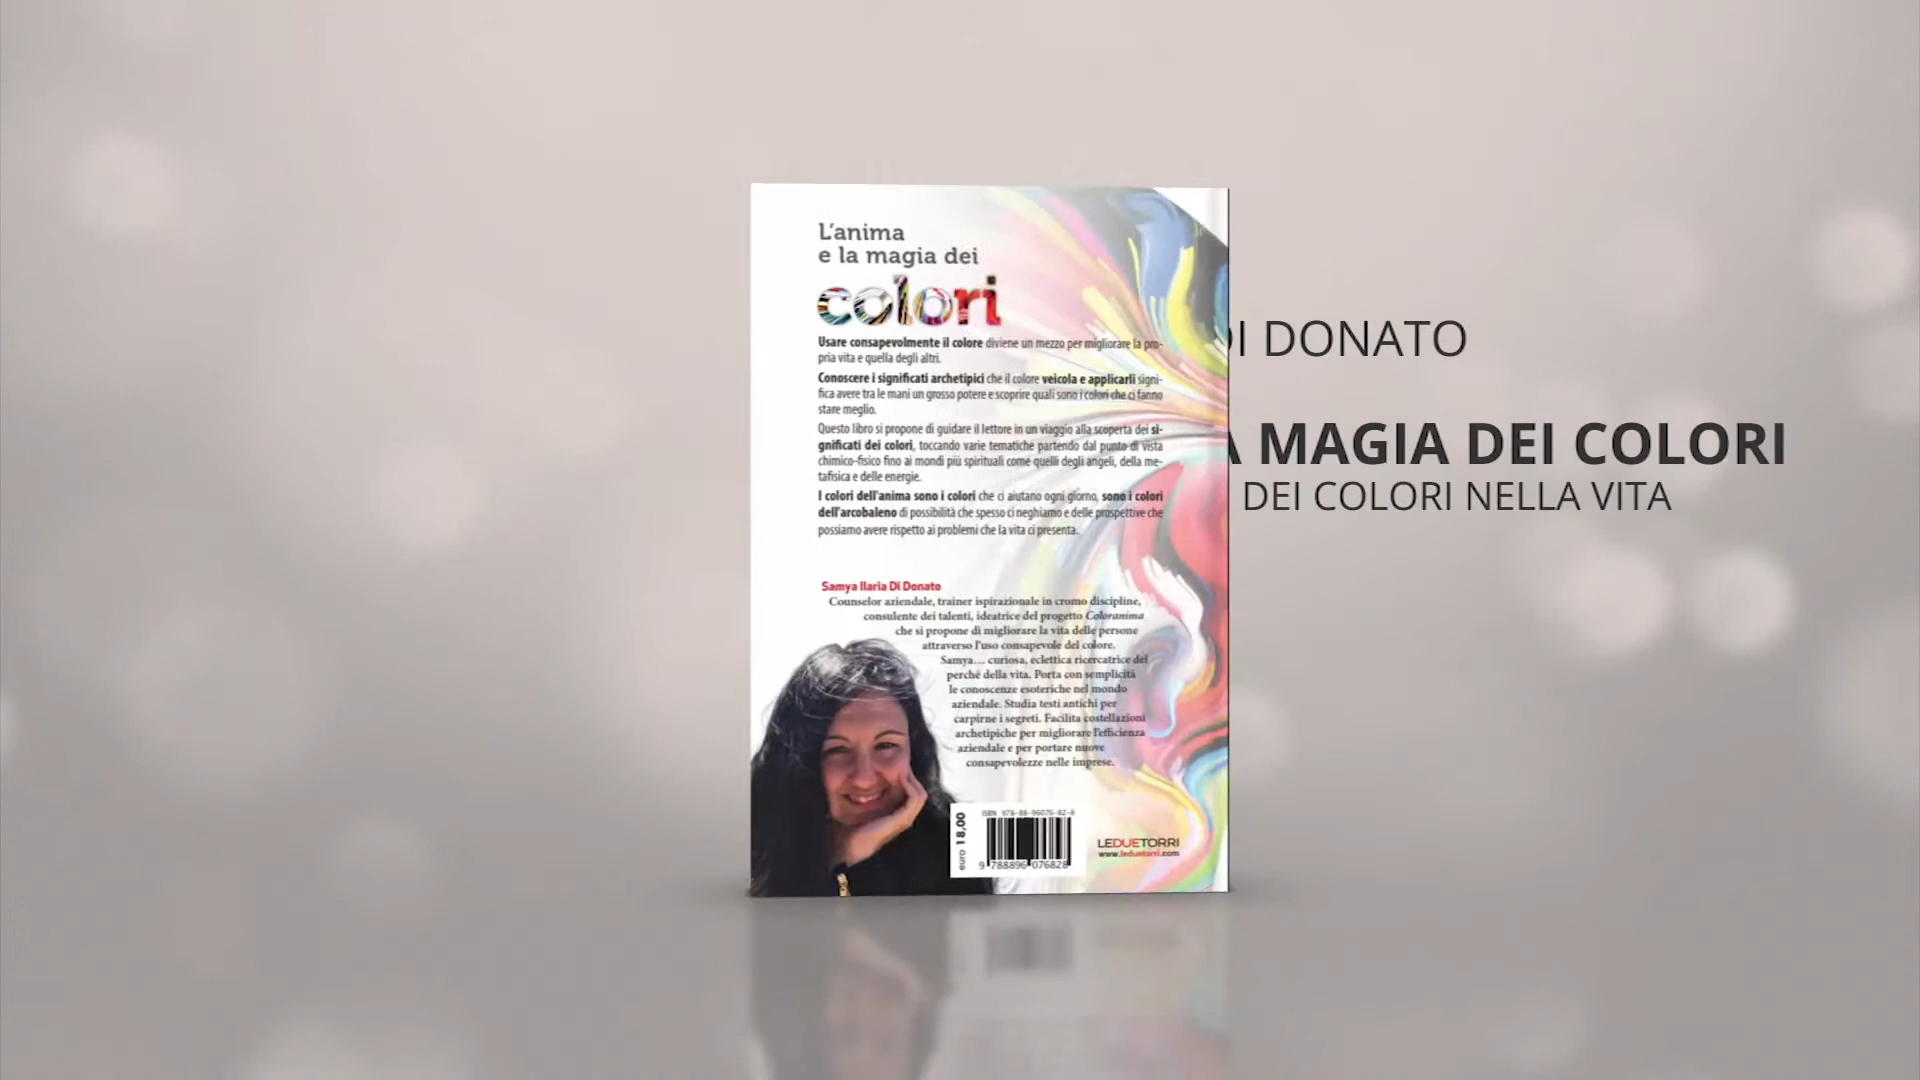 L'anima
e la magia dei
colori
Usare consapevolmente il colore diviene un mezzo per migliorare la pro-
pria vita e quella degli altri.
Conoscere i significati archetipici che il colore veicola e applicarli signi-
fica avere tra le mani un grosso potere e scoprire quali sono i colori che ci fanno
stare meglio.
Questo libro si propone di guidare il lettore in un viaggio alla scoperta dei si-
gnificati dei colori, toccando varie tematiche partendo dal punto di vista
chimico-fisico fino ai mondi più spirituali come quelli degli angeli, della me-
tafisica e delle energie.
I colori dell'anima sono i colori che ci aiutano ogni giorno, sono i colori
dell'arcobaleno di possibilità che spesso ci neghiamo e delle prospettive che
possiamo avere rispetto ai problemi che la vita ci presenta.
Samya Ilaria Di Donato
Counselor aziendale, trainer ispirazionale in cromo discipline,
consulente dei talenti, ideatrice del progetto Coloranima
che si propone di migliorare la vita delle persone
attraverso l'uso consapevole del colore.
Samya… curiosa, eclettica ricercatrice del
perché della vita. Porta con semplicità
le conoscenze esoteriche nel mondo
aziendale. Studia testi antichi per
carpirne i segreti. Facilita costellazioni
archetipiche per migliorare l'efficienza
aziendale e per portare nuove
consapevolezze nelle imprese.
euro 18,00
ISBN 978-88-96076-82-8
9 788896 076828
LEDUETORRI
www.leduetorri.com
DI DONATO
A MAGIA DEI COLORI
DEI COLORI NELLA VITA